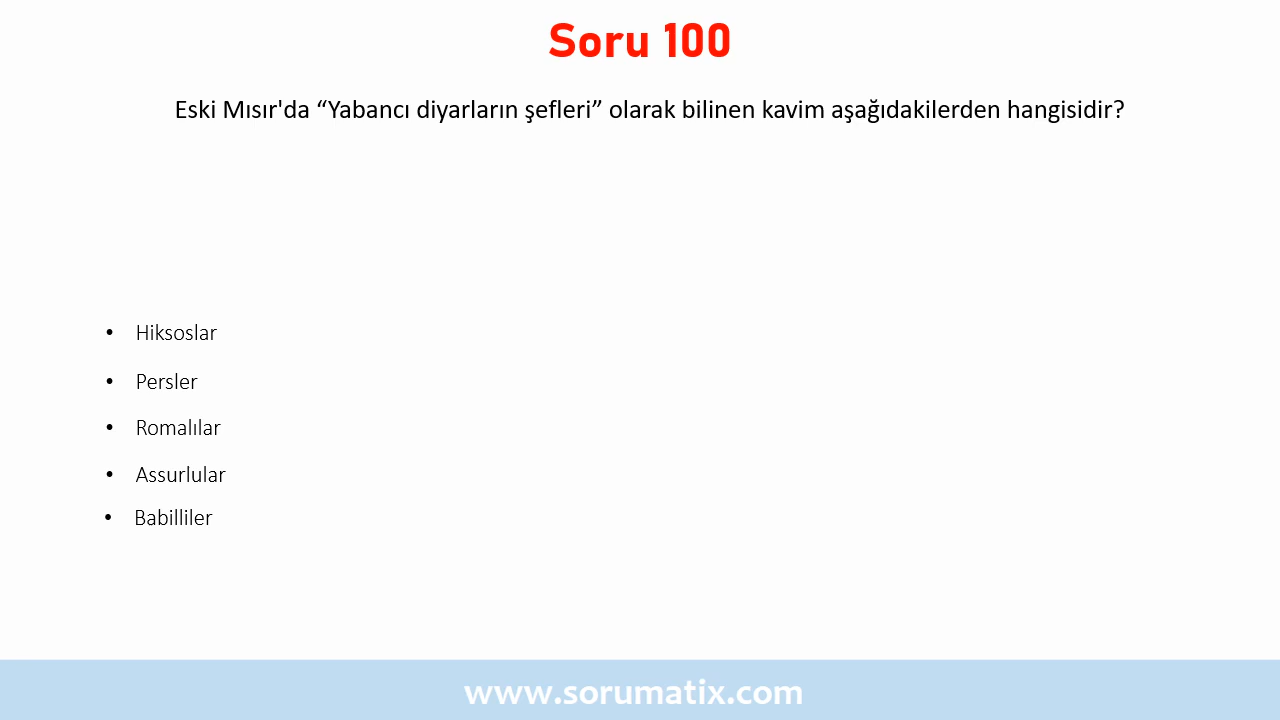 Soru 100
Eski Mısır'da “Yabancı diyarların şefleri” olarak bilinen kavim aşağıdakilerden hangisidir?
• Hiksoslar
• Persler
• Romalılar
• Assurlular
• Babilliler
www.sorumatix.com